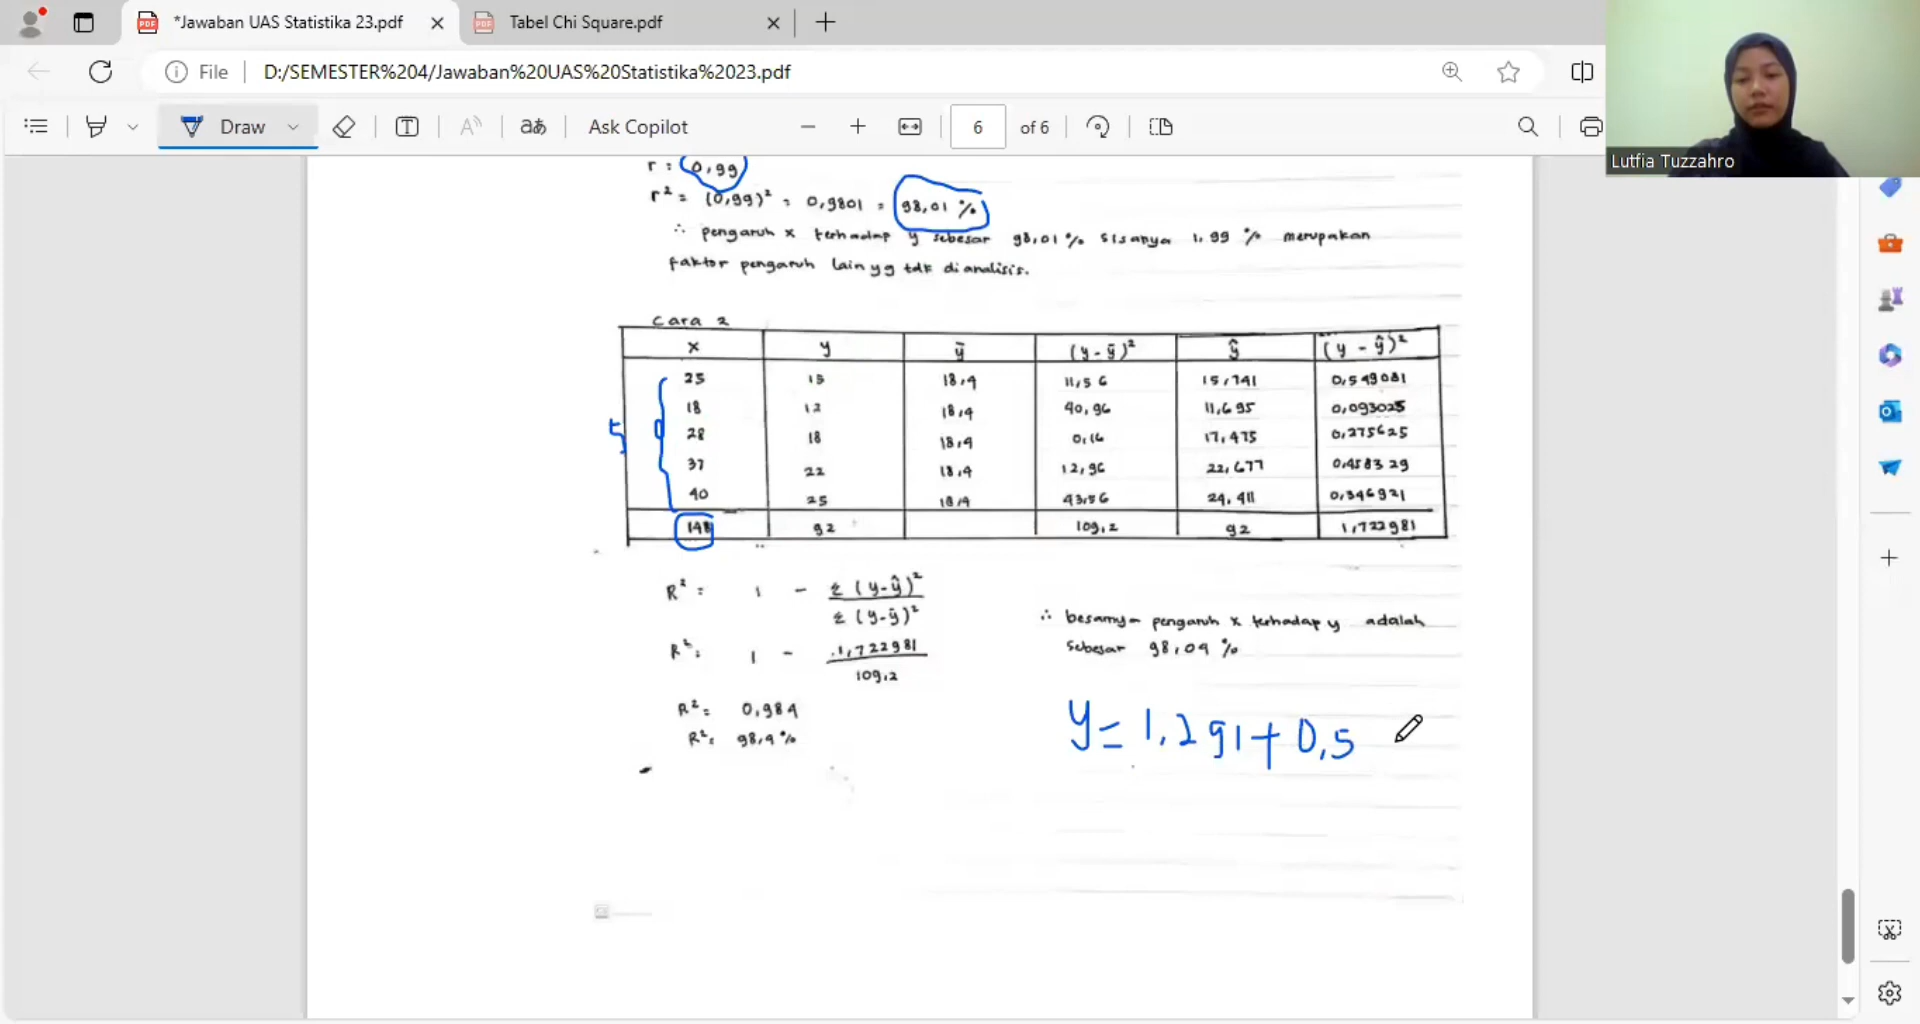 *Jawaban UAS Statistika 23.pdf
Tabel Chi Square.pdf
File
D:/SEMESTER%204/Jawaban%20UAS%20Statistika%2023.pdf
Draw
Ask Copilot
6 of 6
Lutfia Tuzzahro
r : 0,99
r² = (0,99)² = 0,9801 = 98,01 %
∴ pengaruh x terhadap y sebesar 98,01 % sisanya 1,99 % merupakan
faktor pengaruh lain yg tdk dianalisis.
Cara 2
x y ȳ (y - ȳ)² ŷ (y - ŷ)²
25 15 18,4 11,56 15,741 0,549081
18 12 18,4 40,96 11,695 0,093025
28 18 18,4 0,16 17,475 0,275625
37 22 18,4 12,96 22,677 0,458329
40 25 18,4 43,56 24,411 0,346921
148 92 109,2 92 1,722981
5
R² = 1 - Σ (y-ŷ)²
Σ (y-ȳ)²
R² = 1 - 1,722981
109,2
R² = 0,984
R² = 98,4 %
∴ besarnya pengaruh x terhadap y adalah
sebesar 98,04 %
y = 1,291 + 0,5